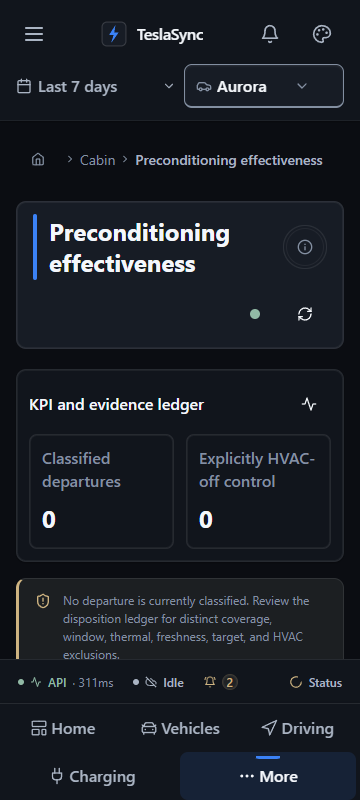 TeslaSync
Last 7 days
Aurora
Cabin
Preconditioning effectiveness
Preconditioning
effectiveness
KPI and evidence ledger
Classified
departures
0
Explicitly HVAC-
off control
0
No departure is currently classified. Review the
disposition ledger for distinct coverage,
window, thermal, freshness, target, and HVAC
exclusions.
API · 311ms
Idle
2
Status
Home
Vehicles
Driving
Charging
More